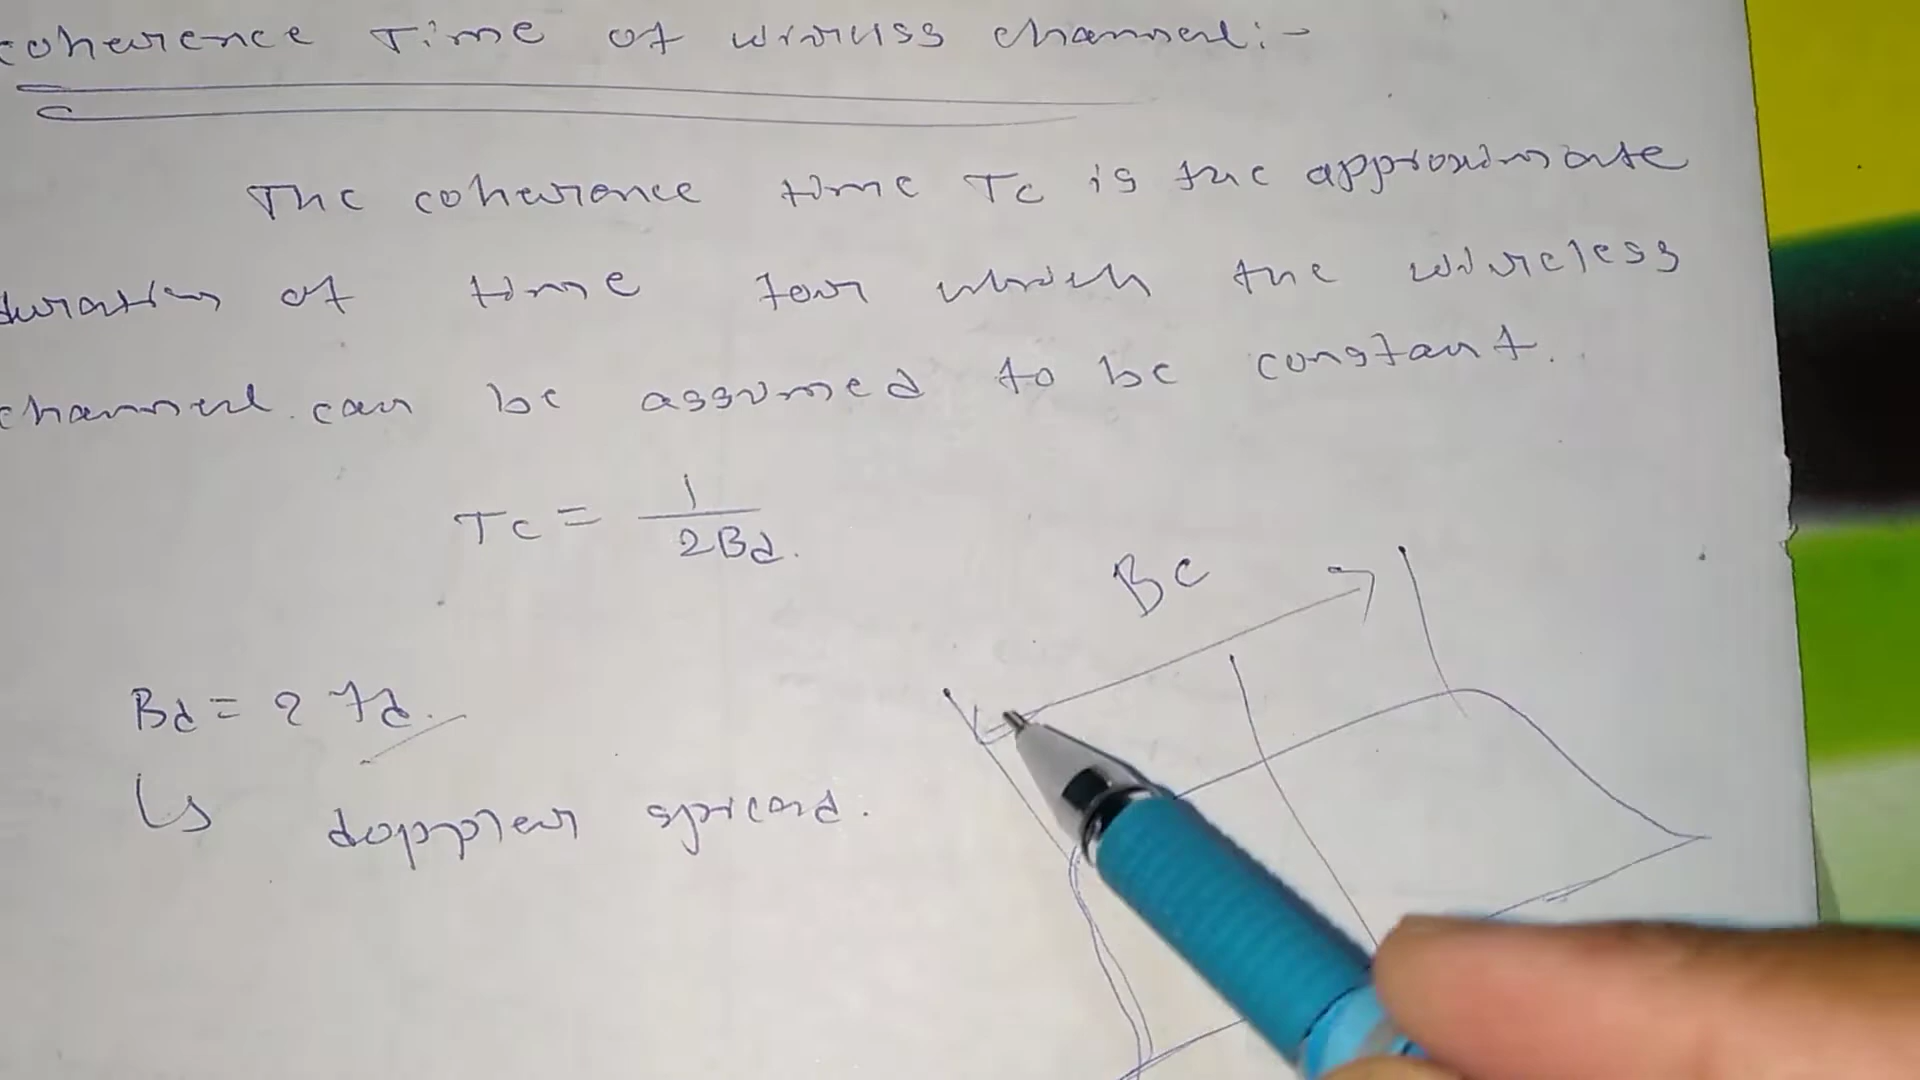 coherence Time of wireless channel:-
The coherence time Tc is the approximate
duration of time for which the wireless
channel can be assumed to be constant.
Tc = 1/2Bd.
Bc
Bd = 2 fd.
↳ doppler spread.